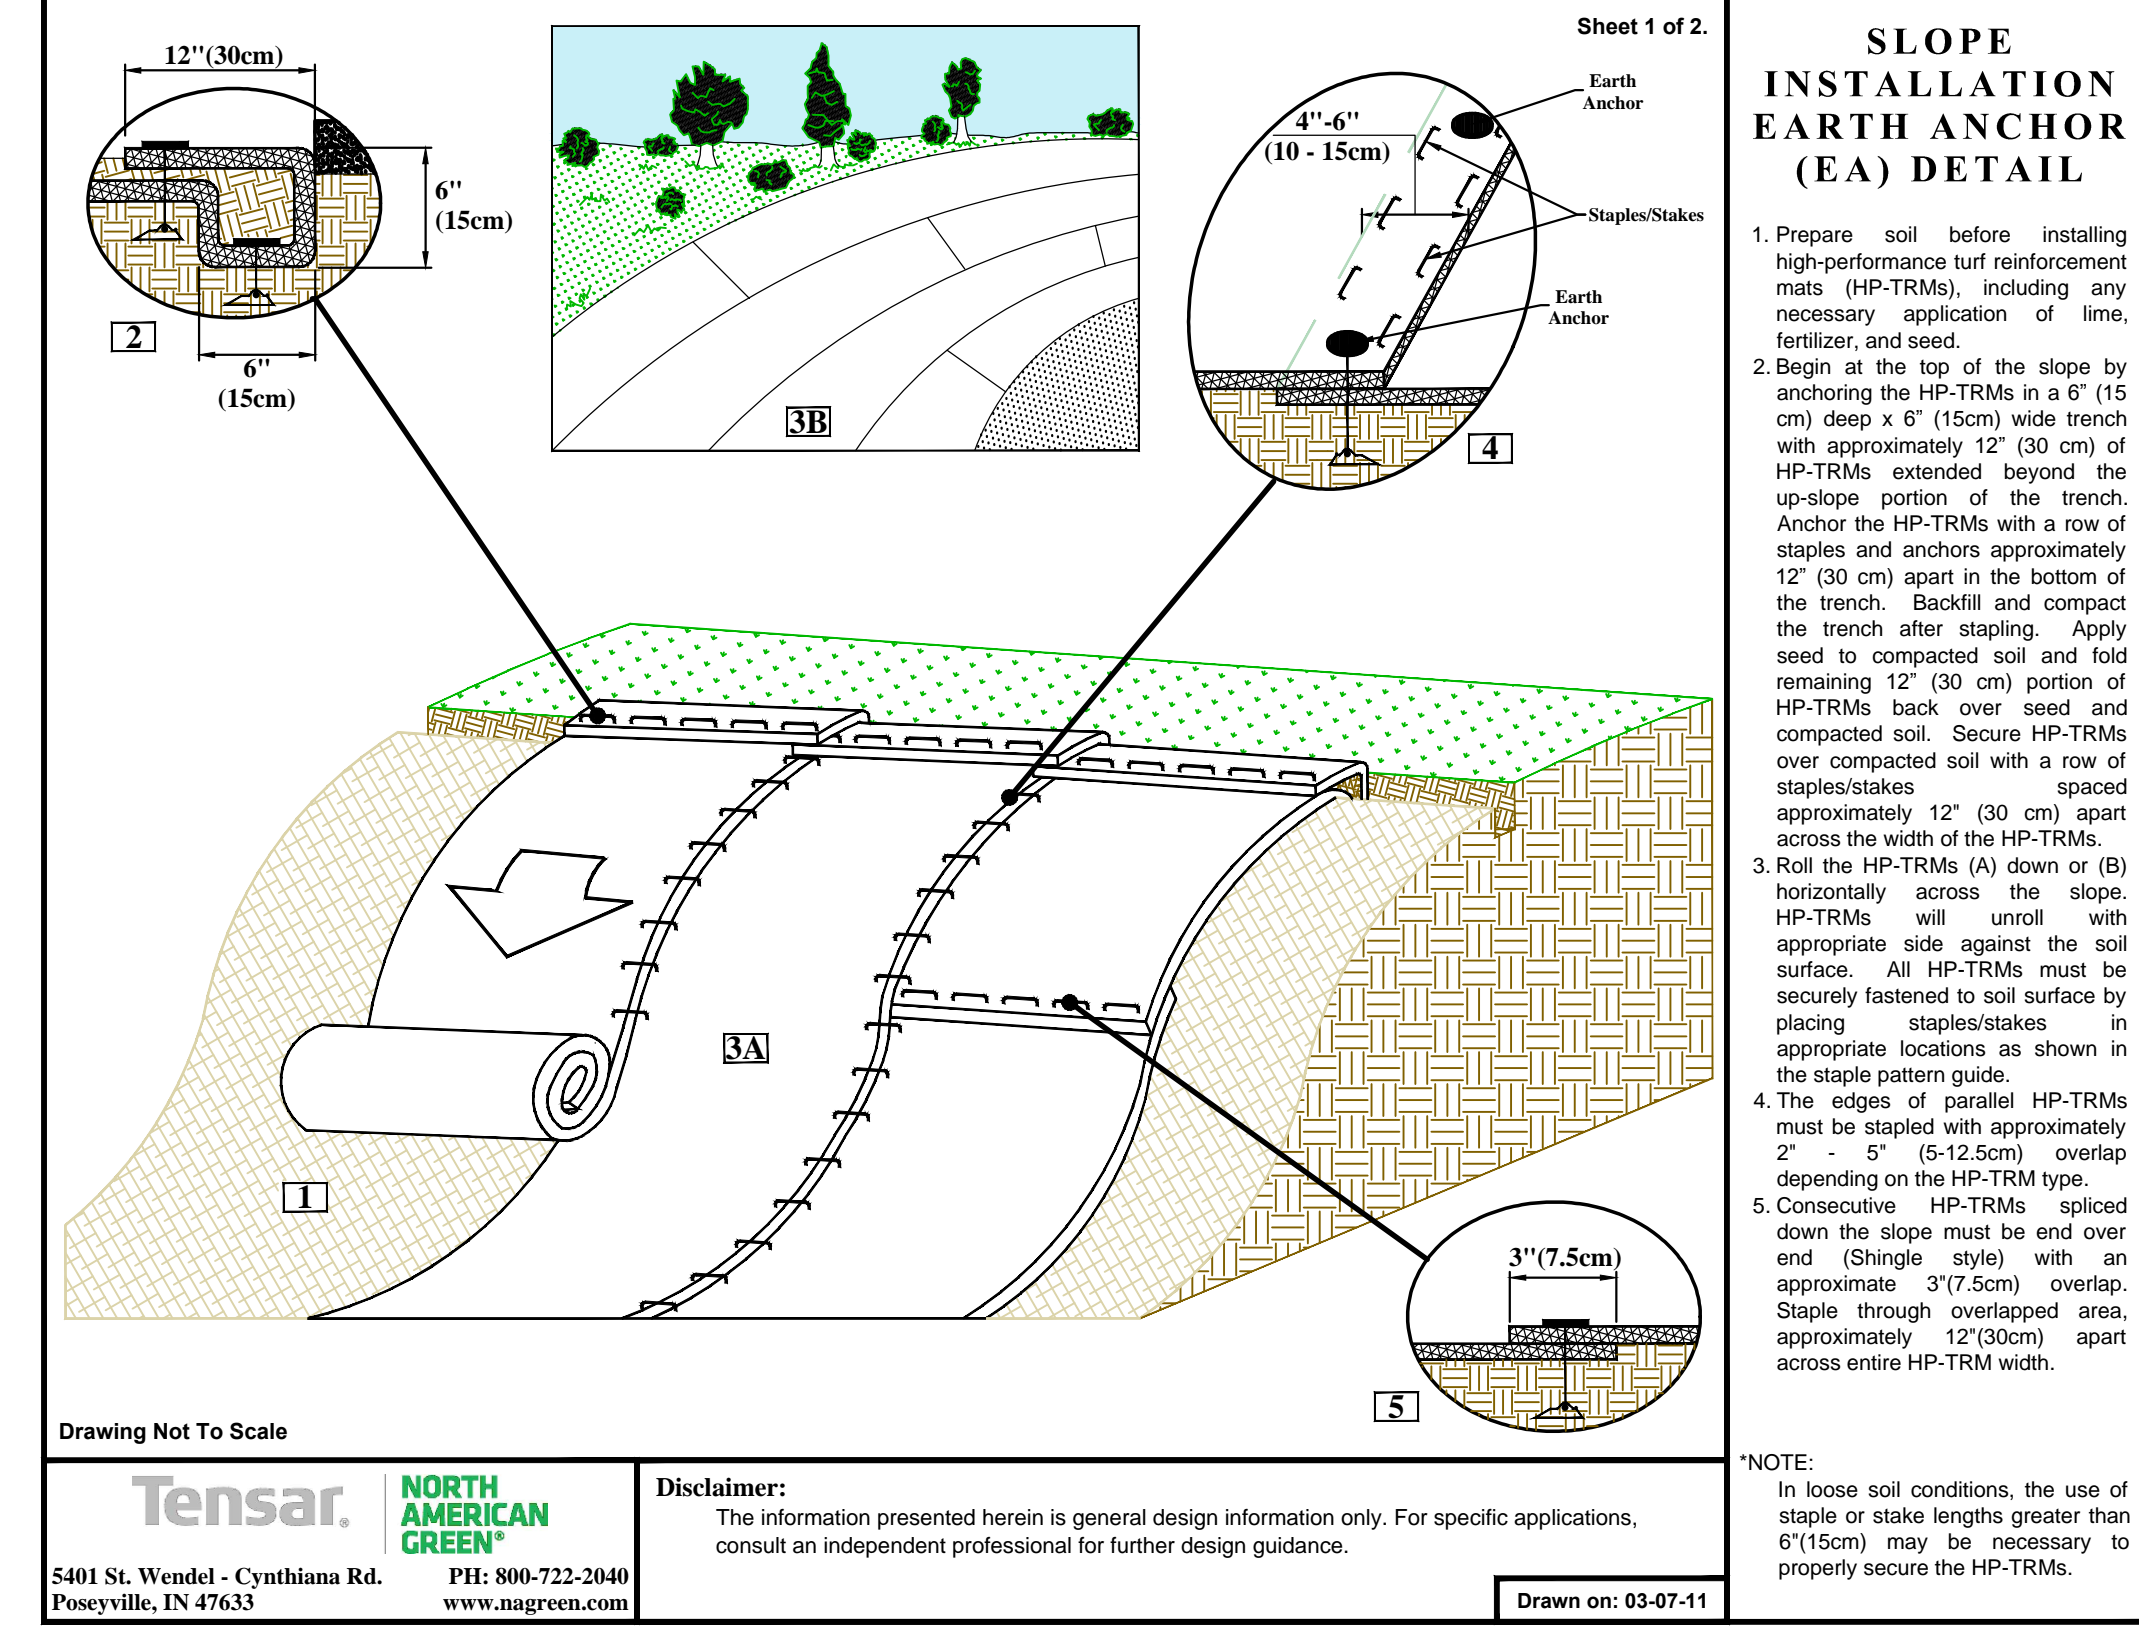 Sheet 1 of 2.
12"(30cm)
6"
(15cm)
2
6"
(15cm)
3B
4"-6"
(10 - 15cm)
Earth
Anchor
Staples/Stakes
Earth
Anchor
4
3A
1
3"(7.5cm)
5
Drawing Not To Scale
SLOPE
INSTALLATION
EARTH ANCHOR
(EA) DETAIL
1. Prepare soil before installing
high-performance turf reinforcement
mats (HP-TRMs), including any
necessary application of lime,
fertilizer, and seed.
2. Begin at the top of the slope by
anchoring the HP-TRMs in a 6” (15
cm) deep x 6” (15cm) wide trench
with approximately 12” (30 cm) of
HP-TRMs extended beyond the
up-slope portion of the trench.
Anchor the HP-TRMs with a row of
staples and anchors approximately
12” (30 cm) apart in the bottom of
the trench. Backfill and compact
the trench after stapling. Apply
seed to compacted soil and fold
remaining 12” (30 cm) portion of
HP-TRMs back over seed and
compacted soil. Secure HP-TRMs
over compacted soil with a row of
staples/stakes spaced
approximately 12" (30 cm) apart
across the width of the HP-TRMs.
3. Roll the HP-TRMs (A) down or (B)
horizontally across the slope.
HP-TRMs will unroll with
appropriate side against the soil
surface. All HP-TRMs must be
securely fastened to soil surface by
placing staples/stakes in
appropriate locations as shown in
the staple pattern guide.
4. The edges of parallel HP-TRMs
must be stapled with approximately
2" - 5" (5-12.5cm) overlap
depending on the HP-TRM type.
5. Consecutive HP-TRMs spliced
down the slope must be end over
end (Shingle style) with an
approximate 3"(7.5cm) overlap.
Staple through overlapped area,
approximately 12"(30cm) apart
across entire HP-TRM width.
*NOTE:
In loose soil conditions, the use of
staple or stake lengths greater than
6"(15cm) may be necessary to
properly secure the HP-TRMs.
Tensar®
NORTH
AMERICAN
GREEN®
5401 St. Wendel - Cynthiana Rd. PH: 800-722-2040
Poseyville, IN 47633 www.nagreen.com
Disclaimer:
The information presented herein is general design information only. For specific applications,
consult an independent professional for further design guidance.
Drawn on: 03-07-11